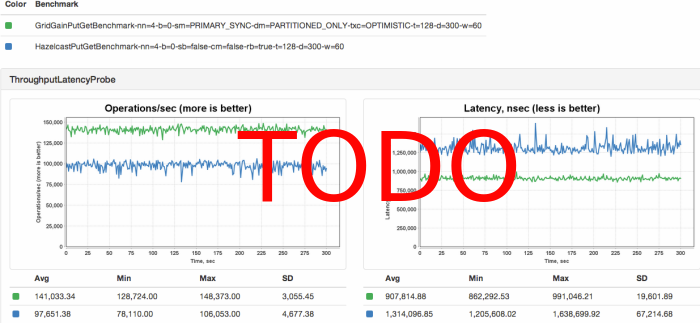 Color Benchmark
GridGainPutGetBenchmark-nn=4-b=0-sm=PRIMARY_SYNC-dm=PARTITIONED_ONLY-txc=OPTIMISTIC-t=128-d=300-w=60
HazelcastPutGetBenchmark-nn=4-b=0-sb=false-cm=false-rb=true-t=128-d=300-w=60
ThroughputLatencyProbe
Operations/sec (more is better)
Operations/sec (more is better)
150,000
125,000
100,000
75,000
50,000
25,000
0
0 25 50 75 100 125 150 175 200 225 250 275 300
Time, sec
Latency, nsec (less is better)
1,250,000
750,000
500,000
250,000
0
0 25 50 75 100 125 150 175 200 225 250 275 300
Time, sec
TODO
Avg Min Max SD
141,033.34 128,724.00 148,373.00 3,055.45
97,651.38 78,110.00 106,053.00 4,677.38
Avg Min Max SD
907,814.88 862,292.53 991,046.21 19,601.89
1,314,096.85 1,205,608.02 1,638,699.92 67,214.68